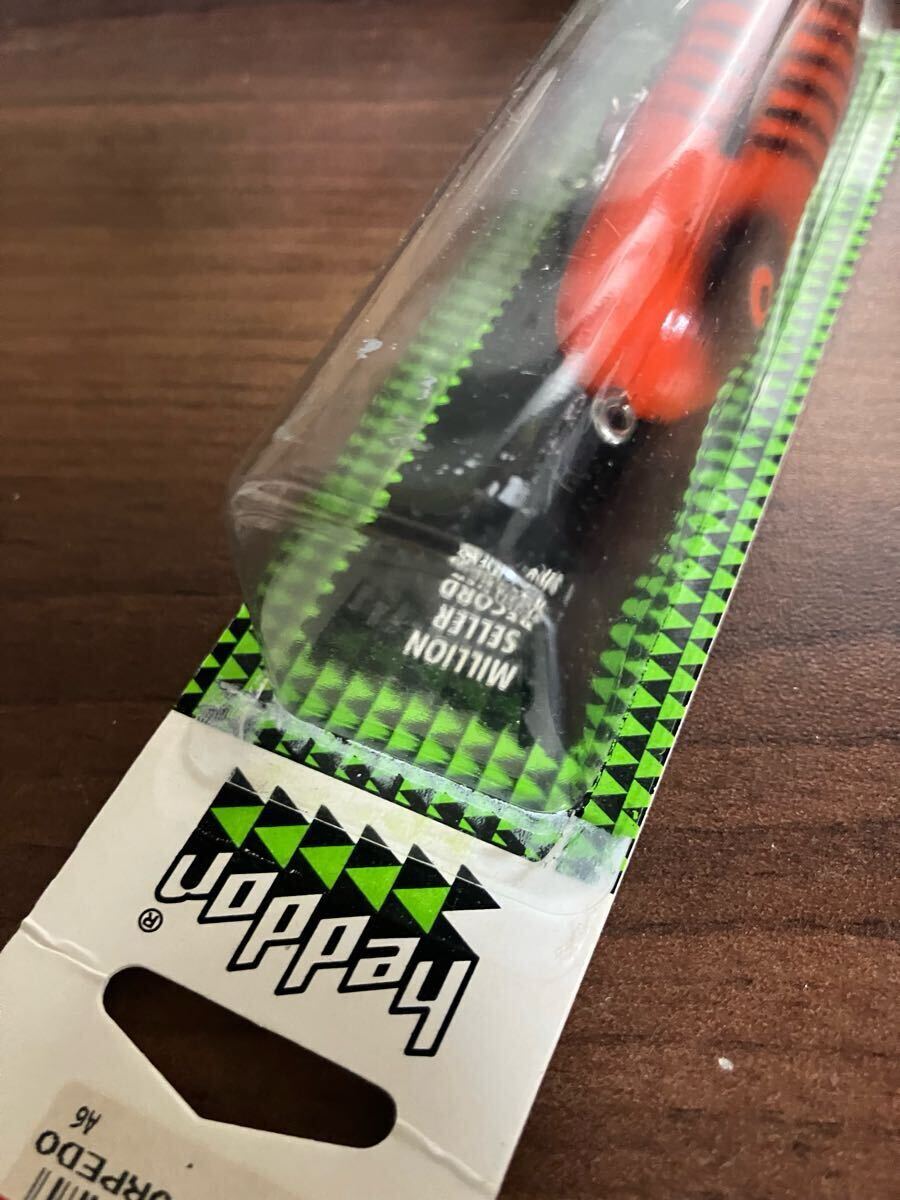 ORPEDO
A6
heddon®
MILLION
SELLER
RECORD